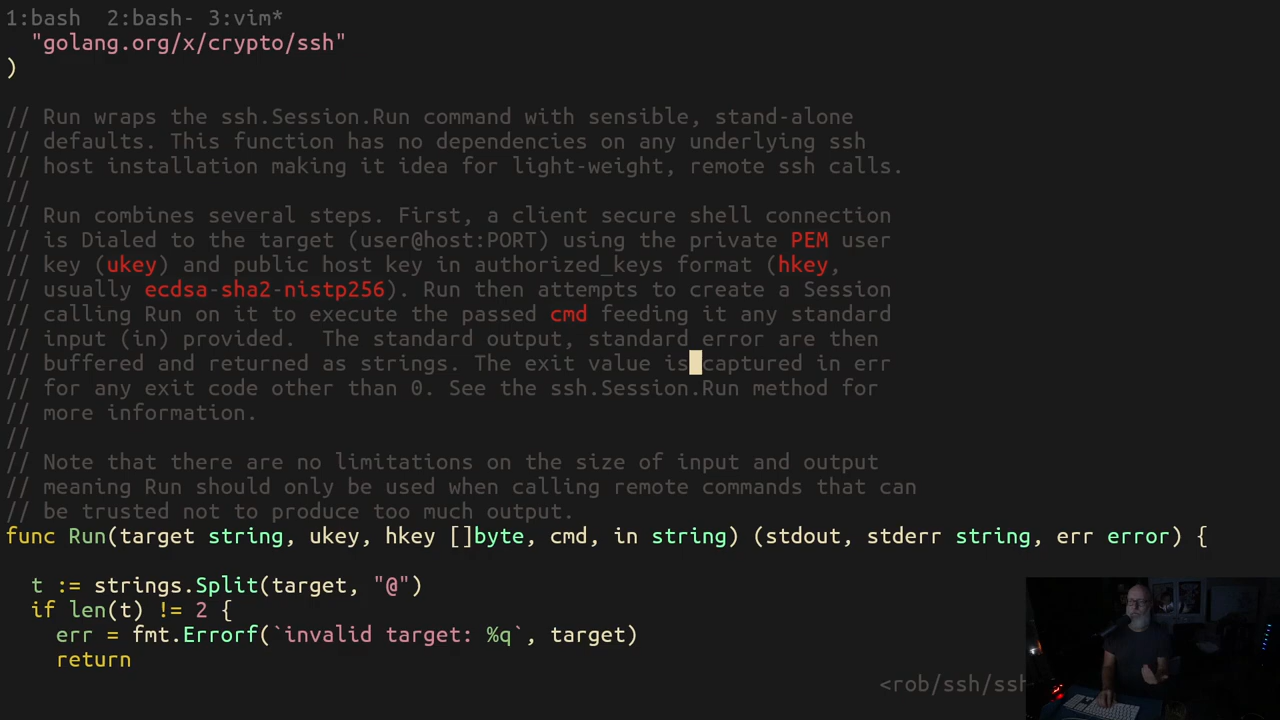 1:bash  2:bash- 3:vim*
  "golang.org/x/crypto/ssh"
)
// Run wraps the ssh.Session.Run command with sensible, stand-alone
// defaults. This function has no dependencies on any underlying ssh
// host installation making it idea for light-weight, remote ssh calls.
//
// Run combines several steps. First, a client secure shell connection
// is Dialed to the target (user@host:PORT) using the private PEM user
// key (ukey) and public host key in authorized_keys format (hkey,
// usually ecdsa-sha2-nistp256). Run then attempts to create a Session
// calling Run on it to execute the passed cmd feeding it any standard
// input (in) provided.  The standard output, standard error are then
// buffered and returned as strings. The exit value is captured in err
// for any exit code other than 0. See the ssh.Session.Run method for
// more information.
//
// Note that there are no limitations on the size of input and output
// meaning Run should only be used when calling remote commands that can
// be trusted not to produce too much output.
func Run(target string, ukey, hkey []byte, cmd, in string) (stdout, stderr string, err error) {
  t := strings.Split(target, "@")
  if len(t) != 2 {
    err = fmt.Errorf(`invalid target: %q`, target)
    return
<rob/ssh/ssh